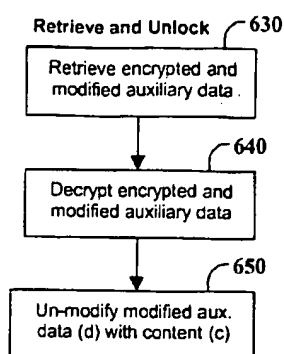 Retrieve and Unlock
630
Retrieve encrypted and
modified auxiliary data
640
Decrypt encrypted and
modified auxiliary data
650
Un-modify modified aux.
data (d) with content (c)